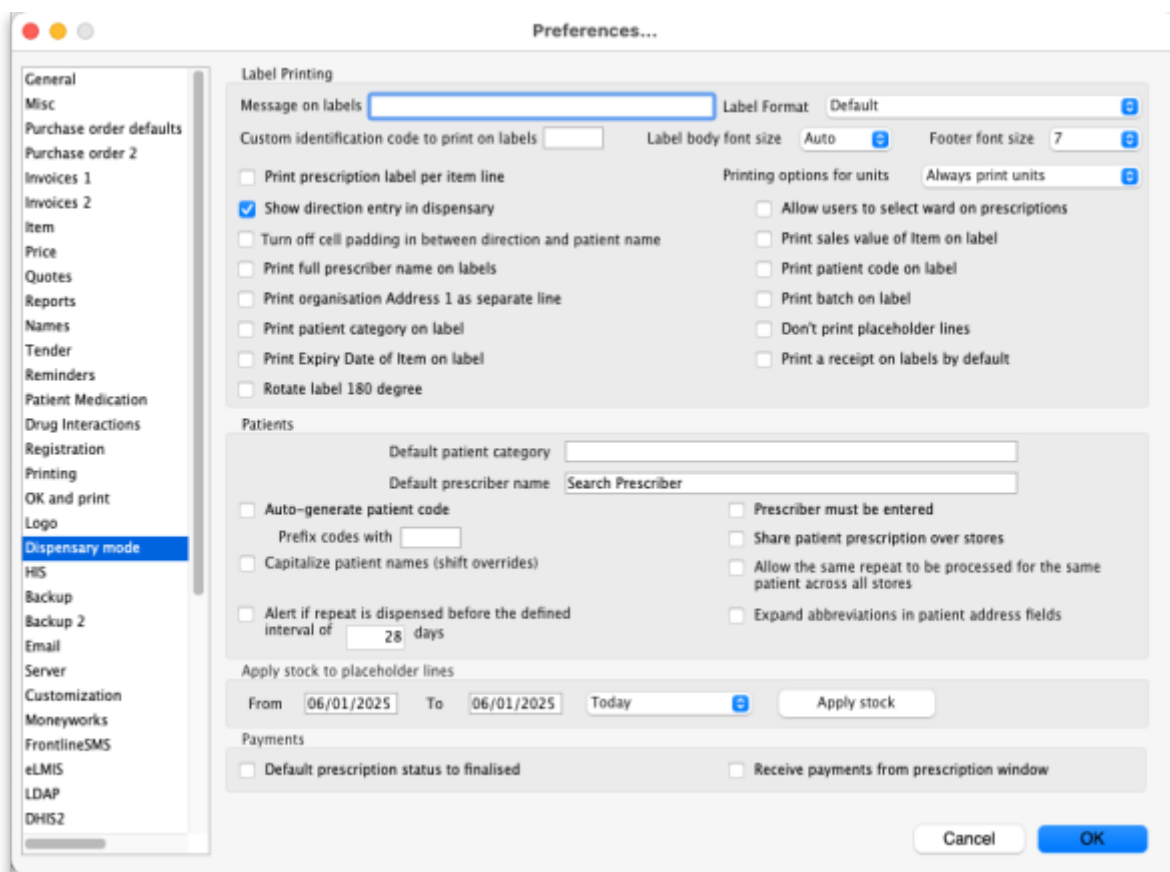 Preferences...
General
Misc
Purchase order defaults
Purchase order 2
Invoices 1
Invoices 2
Item
Price
Quotes
Reports
Names
Tender
Reminders
Patient Medication
Drug Interactions
Registration
Printing
OK and print
Logo
Dispensary mode
HIS
Backup
Backup 2
Email
Server
Customization
Moneyworks
FrontlineSMS
eLMIS
LDAP
DHIS2
Label Printing
Message on labels Label Format Default
Custom identification code to print on labels Label body font size Auto Footer font size 7
Print prescription label per item line Printing options for units Always print units
Show direction entry in dispensary Allow users to select ward on prescriptions
Turn off cell padding in between direction and patient name Print sales value of Item on label
Print full prescriber name on labels Print patient code on label
Print organisation Address 1 as separate line Print batch on label
Print patient category on label Don't print placeholder lines
Print Expiry Date of Item on label Print a receipt on labels by default
Rotate label 180 degree
Patients
Default patient category
Default prescriber name Search Prescriber
Auto-generate patient code Prescriber must be entered
Prefix codes with Share patient prescription over stores
Capitalize patient names (shift overrides) Allow the same repeat to be processed for the same
patient across all stores
Alert if repeat is dispensed before the defined Expand abbreviations in patient address fields
interval of 28 days
Apply stock to placeholder lines
From 06/01/2025 To 06/01/2025 Today Apply stock
Payments
Default prescription status to finalised Receive payments from prescription window
Cancel OK